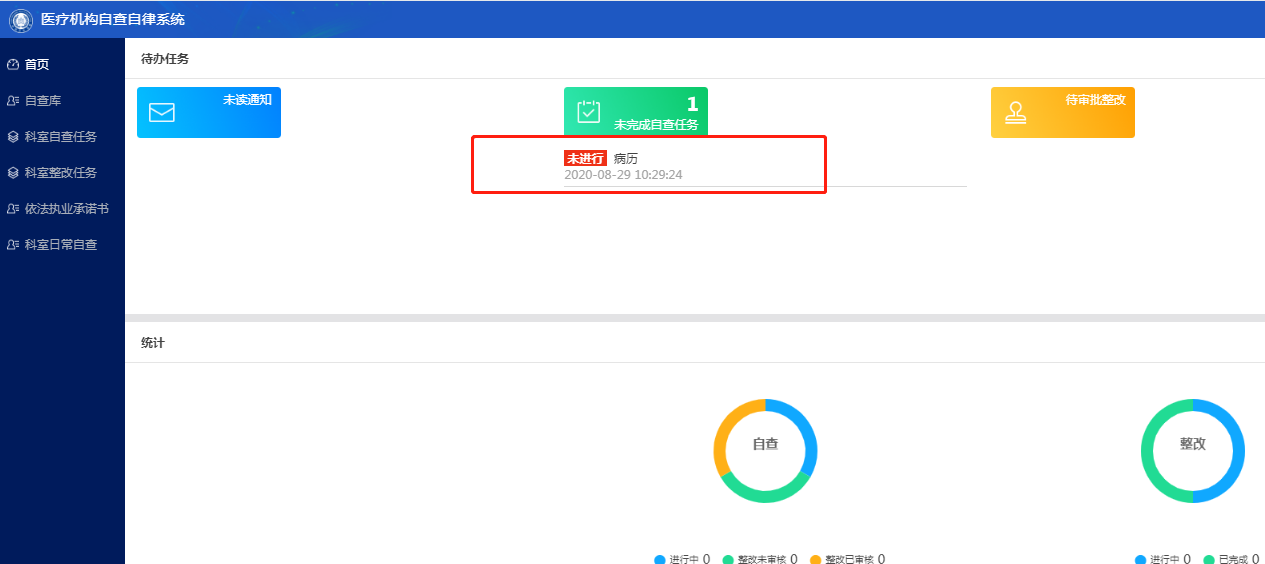 医疗机构自查自律系统
首页
自查库
科室自查任务
科室整改任务
依法执业承诺书
科室日常自查
待办任务
未读通知
1
未完成自查任务
待审批整改
未进行 病历
2020-08-29 10:29:24
统计
自查
整改
进行中 0 整改未审核 0 整改已审核 0
进行中 0 已完成 0